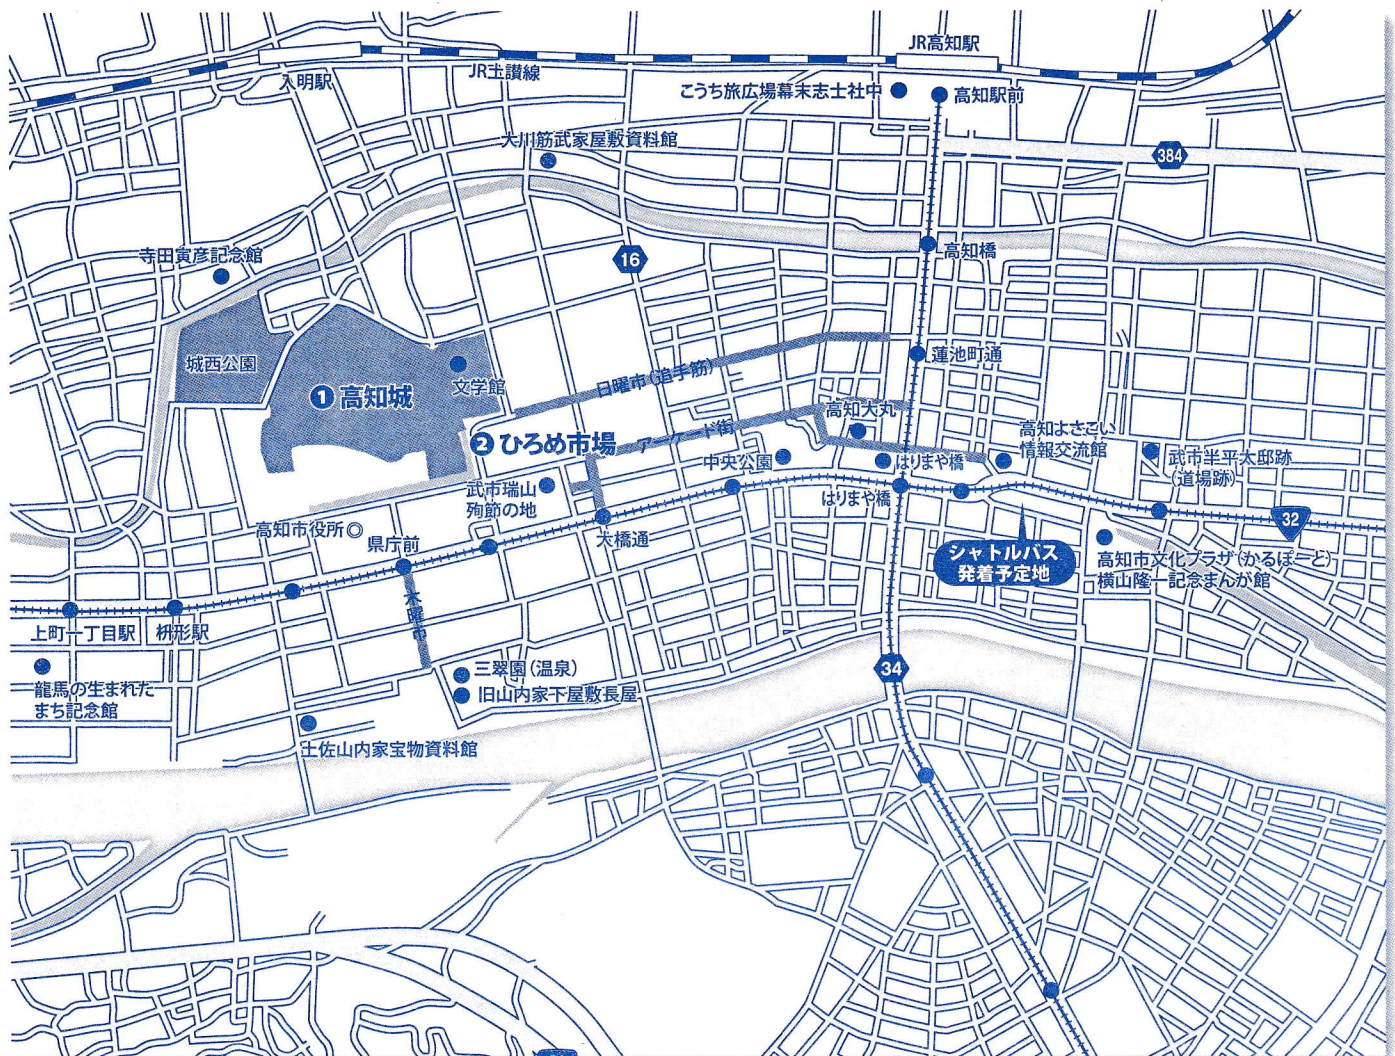 JR高知駅
入明駅
JR土讃線
こうち旅広場幕末志士社中
高知駅前
大川筋武家屋敷資料館
384
寺田寅彦記念館
16
高知橋
城西公園
文学館
蓮池町通
日曜市(追手筋)
❶ 高知城
高知大丸
❷ ひろめ市場
アーケード街
高知よさこい
情報交流館
中央公園
はりまや橋
武市半平太邸跡
(道場跡)
武市瑞山
殉節の地
はりまや橋
高知市役所◎
県庁前
大橋通
32
シャトルバス
発着予定地
高知市文化プラザ(かるぽーと)
横山隆一記念まんが館
木曜市
上町一丁目駅
枡形駅
龍馬の生まれた
まち記念館
三翠園(温泉)
旧山内家下屋敷長屋
34
土佐山内家宝物資料館